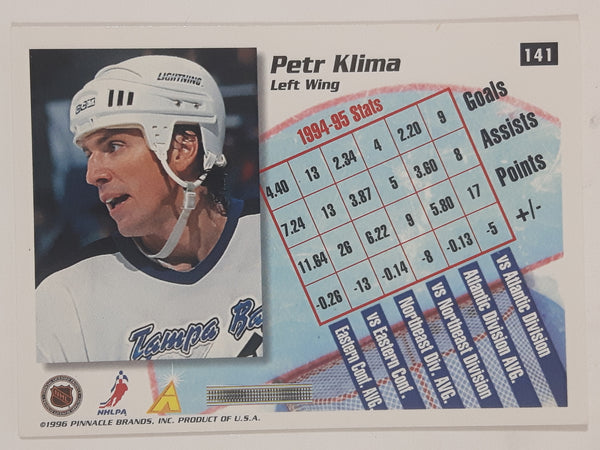 LIGHTNING
Petr Klima
Left Wing
141
1994-95 Stats
4.40 13 2.34 4 2.20 9 Goals
7.24 13 3.87 5 3.60 8 Assists
11.64 26 6.22 9 5.80 17 Points
-0.26 -13 -0.14 -8 -0.13 -5 +/-
Eastern Conf. AVG.
vs Eastern Conf.
Northeast Div. AVG.
vs Northeast Division
Atlantic Division AVG.
vs Atlantic Division
Tampa Ba
NHL
NHLPA
©1996 PINNACLE BRANDS, INC. PRODUCT OF U.S.A.